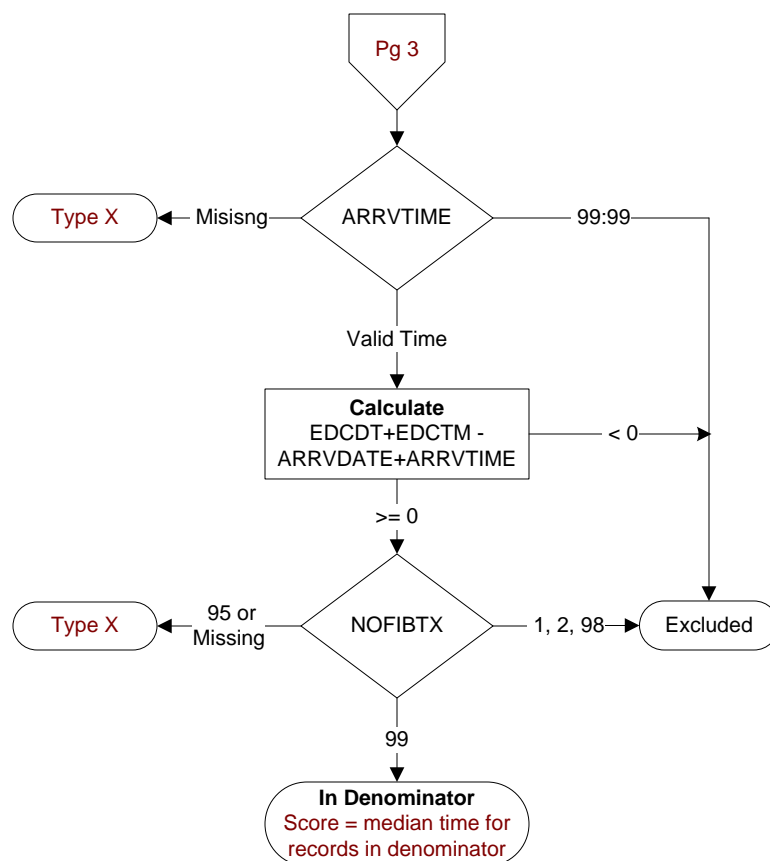 Pg 3
ARRVTIME
Type X
Misisng
99:99
Valid Time
Calculate
EDCDT+EDCTM -
ARRVDATE+ARRVTIME
< 0
>= 0
NOFIBTX
Type X
95 or
Missing
1, 2, 98
Excluded
99
In Denominator
Score = median time for
records in denominator